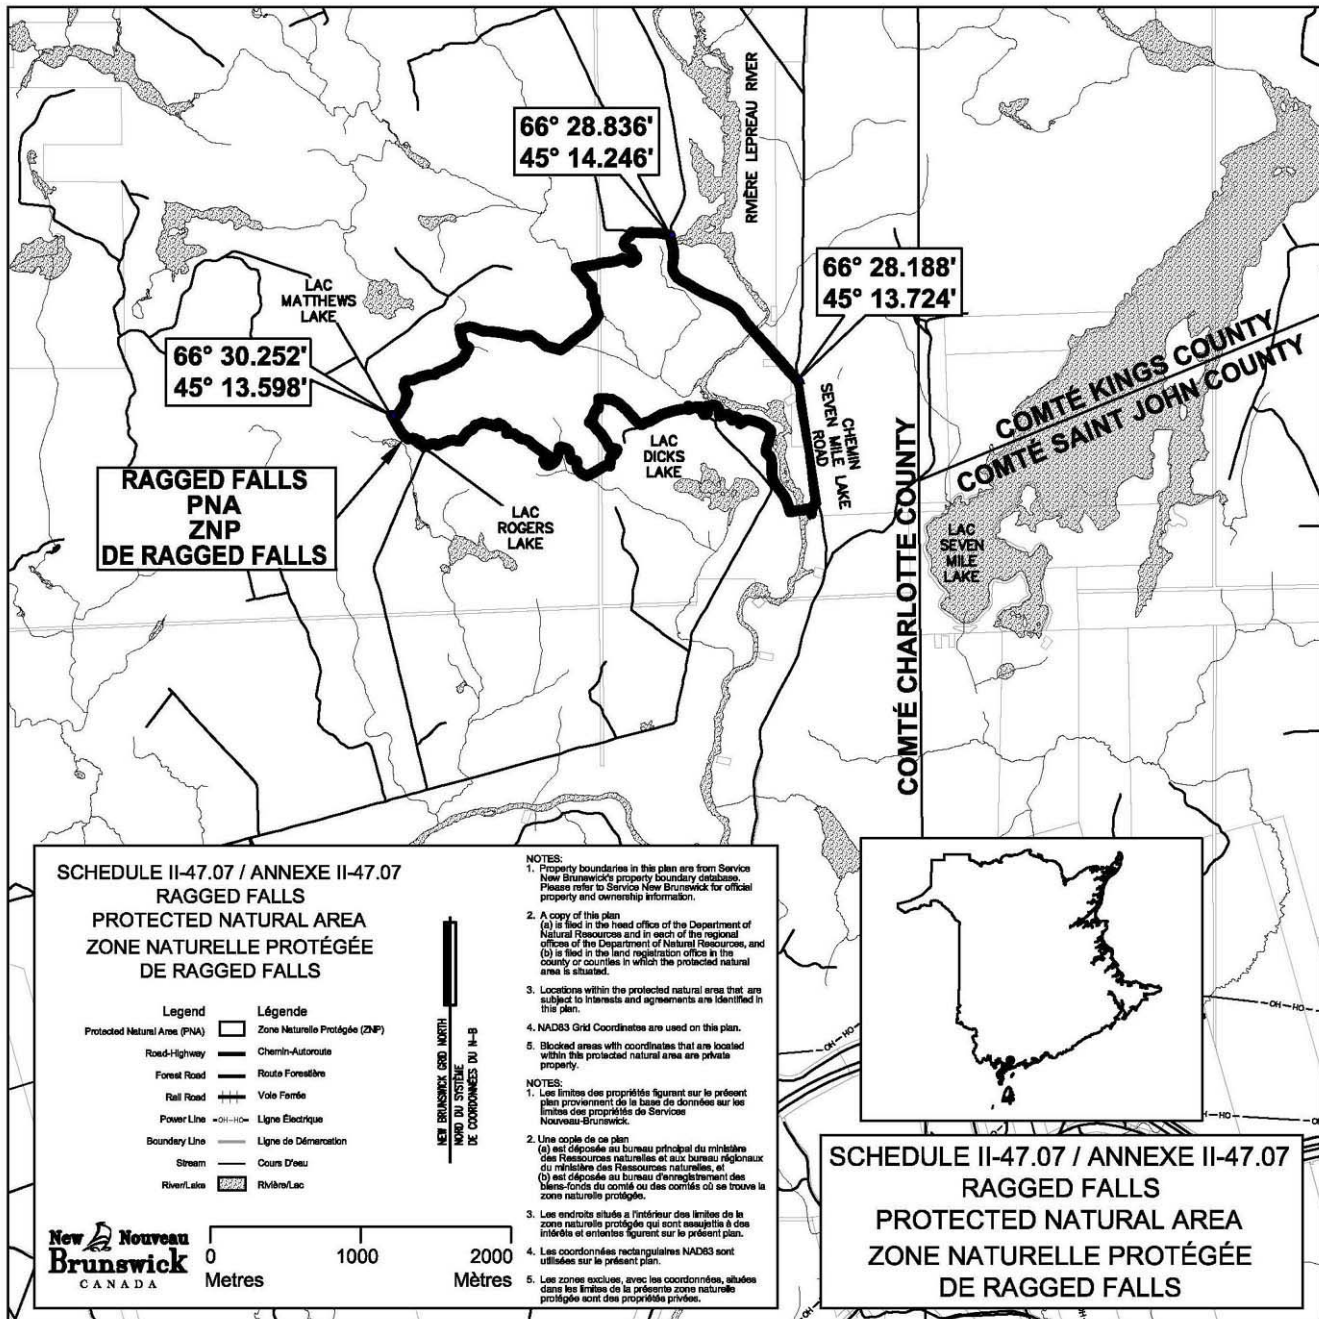 66° 28.836'
45° 14.246'
RIVIÈRE LEPREAU RIVER
66° 28.188'
45° 13.724'
LAC
MATTHEWS
LAKE
66° 30.252'
45° 13.598'
COMTÉ KINGS COUNTY
COMTÉ SAINT JOHN COUNTY
CHEMIN
SEVEN MILE LAKE
ROAD
LAC
DICKS
LAKE
RAGGED FALLS
PNA
ZNP
DE RAGGED FALLS
LAC
ROGERS
LAKE
LAC
SEVEN
MILE
LAKE
COMTÉ CHARLOTTE COUNTY
SCHEDULE II-47.07 / ANNEXE II-47.07
RAGGED FALLS
PROTECTED NATURAL AREA
ZONE NATURELLE PROTÉGÉE
DE RAGGED FALLS
Legend Légende
Protected Natural Area (PNA) Zone Naturelle Protégée (ZNP)
Road-Highway Chemin-Autoroute
Forest Road Route Forestière
Rail Road Voie Ferrée
Power Line -OH-HO- Ligne Électrique
Boundary Line Ligne de Démarcation
Stream Cours D'eau
River/Lake Rivière/Lac
NEW BRUNSWICK GRID NORTH
NORD DU SYSTÈME
DE COORDONNÉES DU N-B
New Nouveau
Brunswick
CANADA
0 1000 2000
Metres Mètres
NOTES:
1. Property boundaries in this plan are from Service
New Brunswick's property boundary database.
Please refer to Service New Brunswick for official
property and ownership information.
2. A copy of this plan
(a) is filed in the head office of the Department of
Natural Resources and in each of the regional
offices of the Department of Natural Resources, and
(b) is filed in the land registration office in the
county or counties in which the protected natural
area is situated.
3. Locations within the protected natural area that are
subject to interests and agreements are identified in
this plan.
4. NAD83 Grid Coordinates are used on this plan.
5. Blocked areas with coordinates that are located
within this protected natural area are private
property.
NOTES:
1. Les limites des propriétés figurant sur le présent
plan proviennent de la base de données sur les
limites des propriétés de Services
Nouveau-Brunswick.
2. Une copie de ce plan
(a) est déposée au bureau principal du ministère
des Ressources naturelles et aux bureau régionaux
du ministère des Ressources naturelles, et
(b) est déposée au bureau d'enregistrement des
biens-fonds du comté ou des comtés où se trouve la
zone naturelle protégée.
3. Les endroits situés a l'intérieur des limites de la
zone naturelle protégée qui sont assujettis à des
intérêts et ententes figurent sur le présent plan.
4. Les coordonnées rectangulaires NAD83 sont
utilisées sur le présent plan.
5. Les zones exclues, avec les coordonnées, situées
dans les limites de la présente zone naturelle
protégée sont des propriétés privées.
-OH-HO-
-OH-HO-
-HO-
-OH-
SCHEDULE II-47.07 / ANNEXE II-47.07
RAGGED FALLS
PROTECTED NATURAL AREA
ZONE NATURELLE PROTÉGÉE
DE RAGGED FALLS